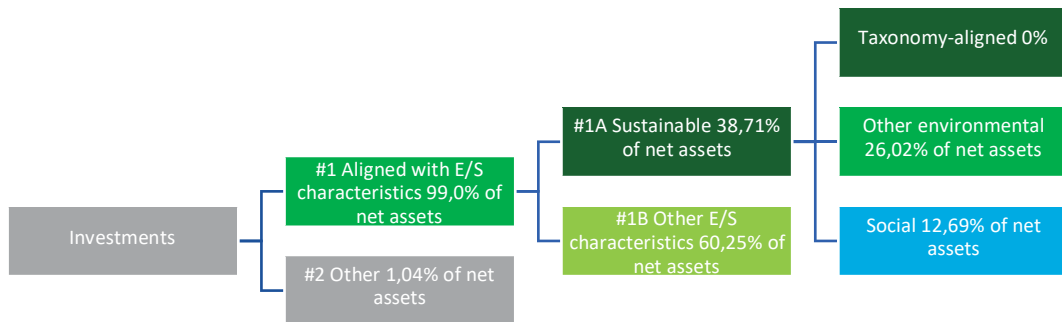 Investments
#1 Aligned with E/S
characteristics 99,0% of
net assets
#2 Other 1,04% of net
assets
#1A Sustainable 38,71%
of net assets
#1B Other E/S
characteristics 60,25% of
net assets
Taxonomy-aligned 0%
Other environmental
26,02% of net assets
Social 12,69% of net
assets